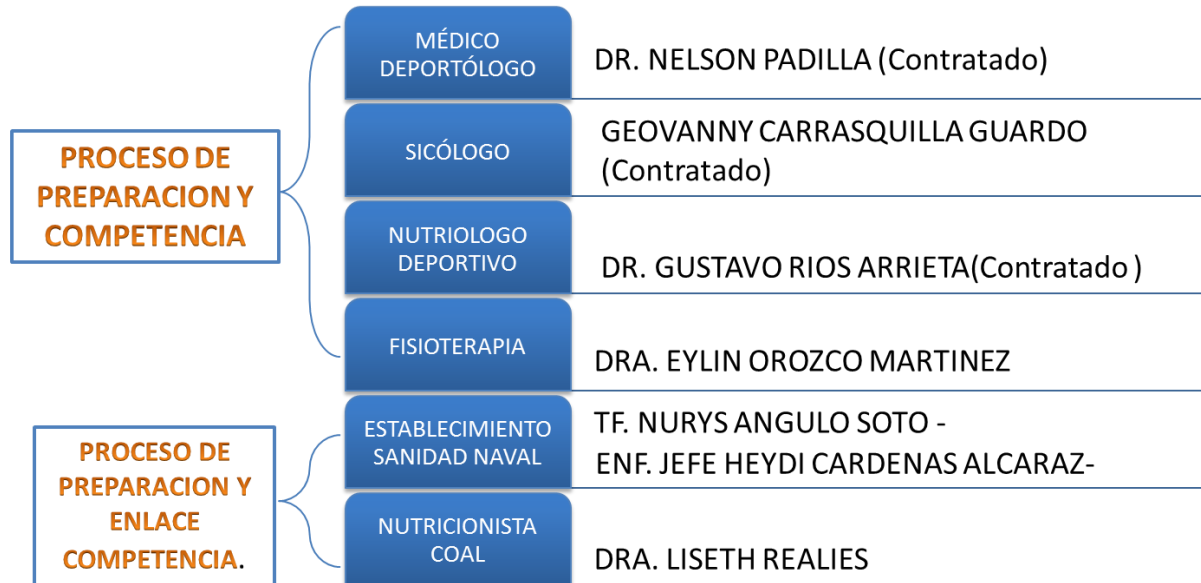 PROCESO DE
PREPARACION Y
COMPETENCIA
MÉDICO
DEPORTÓLOGO
DR. NELSON PADILLA (Contratado)
SICÓLOGO
GEOVANNY CARRASQUILLA GUARDO
(Contratado)
NUTRIOLOGO
DEPORTIVO
DR. GUSTAVO RIOS ARRIETA(Contratado )
FISIOTERAPIA
DRA. EYLIN OROZCO MARTINEZ
PROCESO DE
PREPARACION Y
ENLACE
COMPETENCIA.
ESTABLECIMIENTO
SANIDAD NAVAL
TF. NURYS ANGULO SOTO -
ENF. JEFE HEYDI CARDENAS ALCARAZ-
NUTRICIONISTA
COAL
DRA. LISETH REALIES